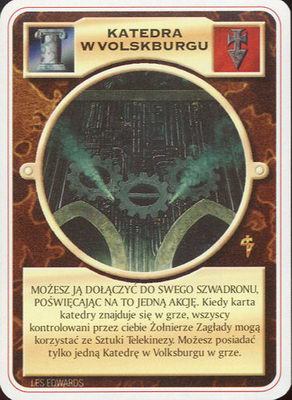 KATEDRA
W VOLSKBURGU
MOŻESZ JĄ DOŁĄCZYĆ DO SWEGO SZWADRONU,
POŚWIĘCAJĄC NA TO JEDNĄ AKCJĘ. Kiedy karta
katedry znajduje się w grze, wszyscy
kontrolowani przez ciebie Żołnierze Zagłady mogą
korzystać ze Sztuki Telekinezy. Możesz posiadać
tylko jedną Katedrę w Volksburgu w grze.
LES EDWARDS